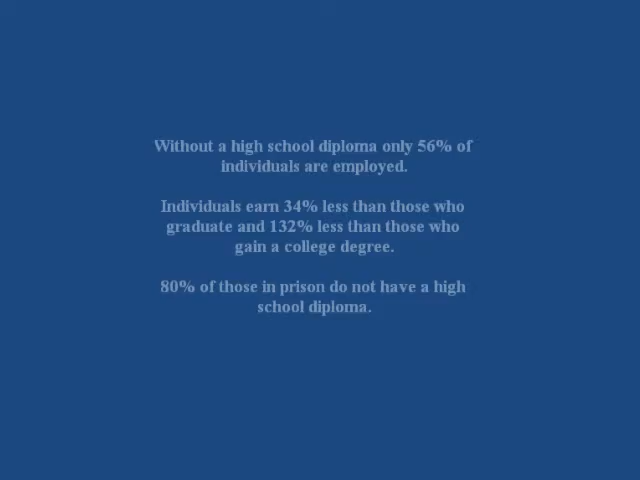 Without a high school diploma only 56% of
individuals are employed.
Individuals earn 34% less than those who
graduate and 132% less than those who
gain a college degree.
80% of those in prison do not have a high
school diploma.